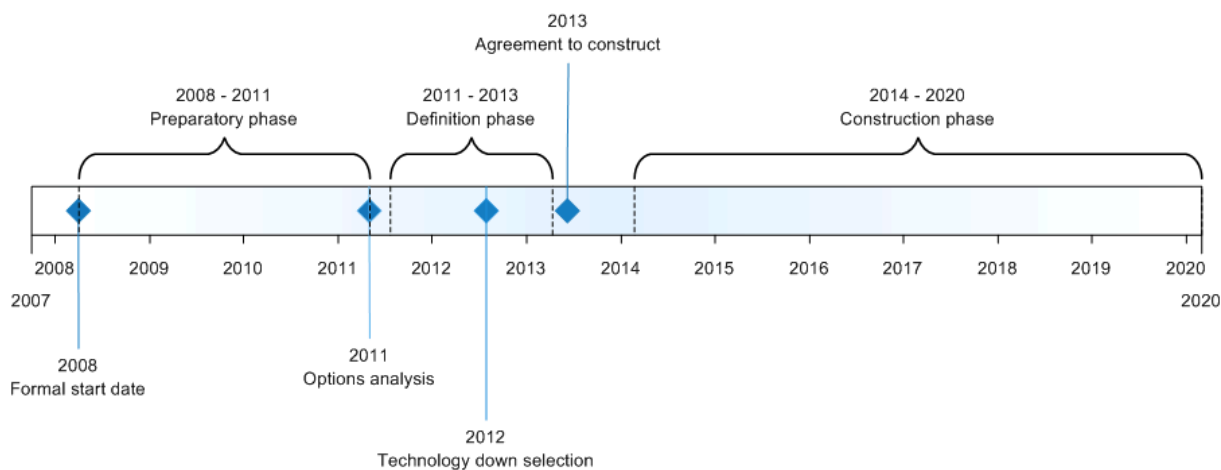 2013
Agreement to construct
2008 - 2011
Preparatory phase
2011 - 2013
Definition phase
2014 - 2020
Construction phase
2008 2009 2010 2011 2012 2013 2014 2015 2016 2017 2018 2019 2020
2007 2020
2008
Formal start date
2011
Options analysis
2012
Technology down selection